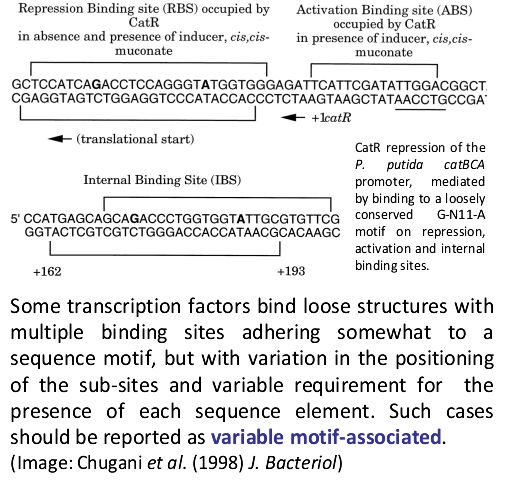 Repression Binding site (RBS) occupied by
CatR
in absence and presence of inducer, cis,cis-
muconate
Activation Binding site (ABS)
occupied by CatR
in presence of inducer, cis,cis-
muconate
GCTCCATCAGACCTCCAGGGTATGGTGGGAGATTCATTCGATATTGGACGGCT.
CGAGGTAGTCTGGAGGTCCCATACCACCCTCTAAGTAAGCTATAACCTGCCGA'
+1catR
(translational start)
CatR repression of the
P. putida catBCA
promoter, mediated
by binding to a loosely
conserved G-N11-A
motif on repression,
activation and internal
binding sites.
Internal Binding Site (IBS)
5' CCATGAGCAGCAGACCCTGGTGGTATTGCGTGTTCG
GGTACTCGTCGTCTGGGACCACCATAACGCACAAGC
+162
+193
Some transcription factors bind loose structures with
multiple binding sites adhering somewhat to a
sequence motif, but with variation in the positioning
of the sub-sites and variable requirement for the
presence of each sequence element. Such cases
should be reported as variable motif-associated.
(Image: Chugani et al. (1998) J. Bacteriol)